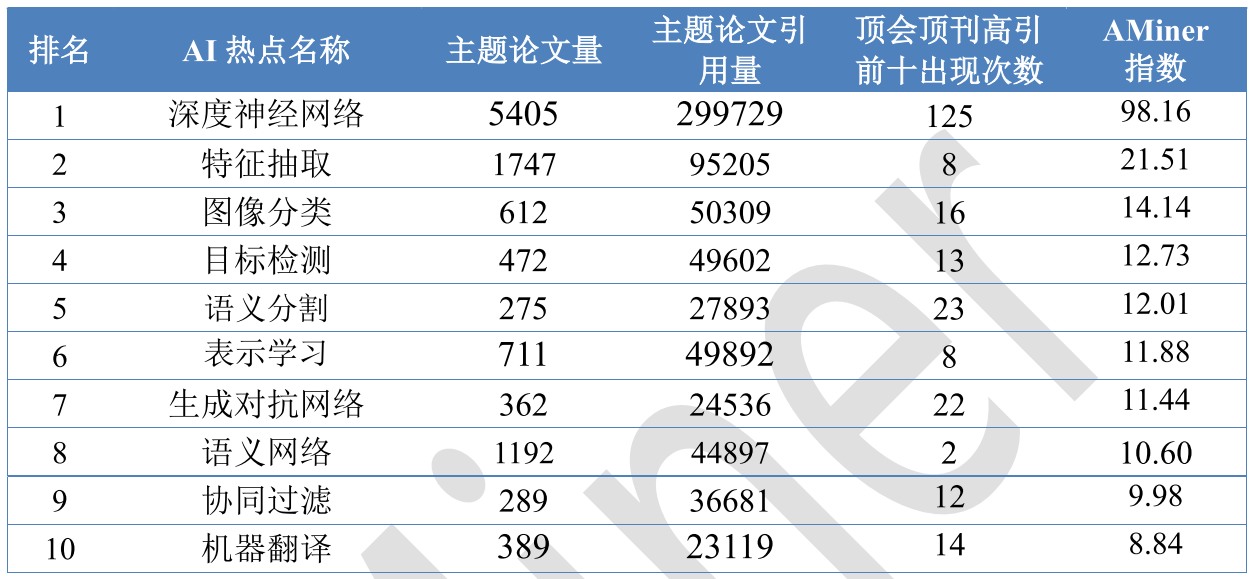 排名 AI 热点名称 主题论文量 主题论文引用量 顶会顶刊高引前十出现次数 AMiner 指数
1 深度神经网络 5405 299729 125 98.16
2 特征抽取 1747 95205 8 21.51
3 图像分类 612 50309 16 14.14
4 目标检测 472 49602 13 12.73
5 语义分割 275 27893 23 12.01
6 表示学习 711 49892 8 11.88
7 生成对抗网络 362 24536 22 11.44
8 语义网络 1192 44897 2 10.60
9 协同过滤 289 36681 12 9.98
10 机器翻译 389 23119 14 8.84
iner